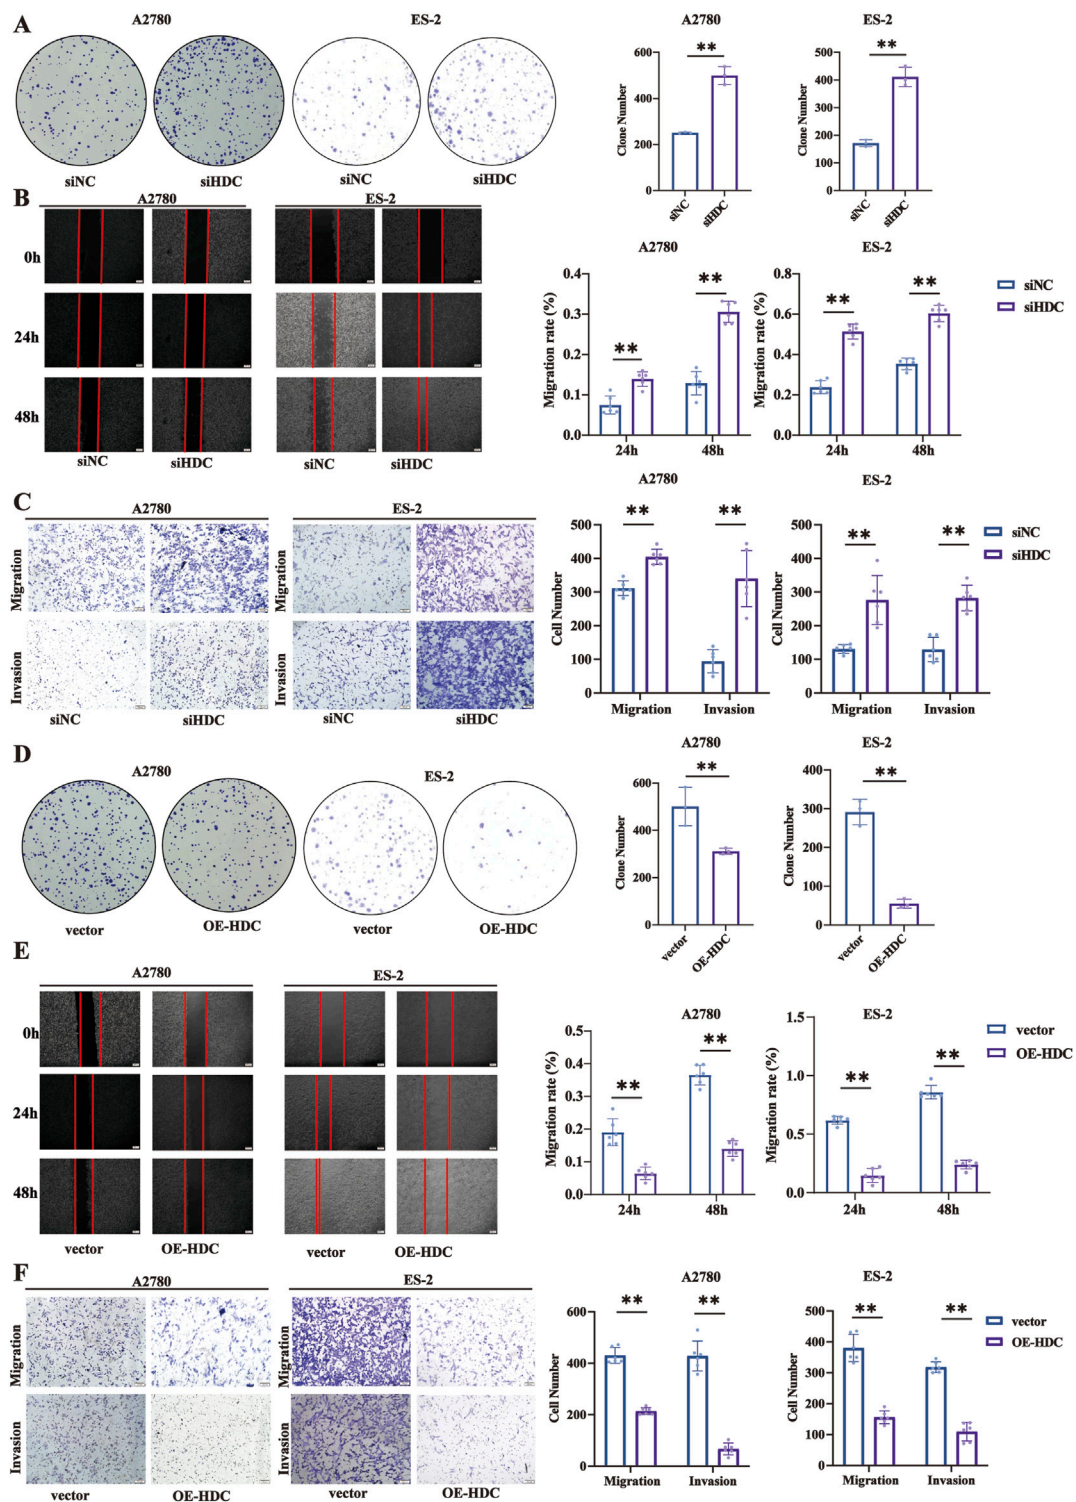 A
A2780
ES-2
siNC
siHDC
siNC
siHDC
A2780
Clone Number
600
400
200
0
**
siNC
siHDC
ES-2
Clone Number
500
400
300
200
100
0
**
siNC
siHDC
B
A2780
ES-2
0h
24h
48h
siNC
siHDC
siNC
siHDC
A2780
Migration rate (%)
0.4
0.3
0.2
0.1
0.0
**
**
24h
48h
ES-2
Migration rate (%)
0.8
0.6
0.4
0.2
0.0
**
**
24h
48h
siNC
siHDC
C
A2780
ES-2
Migration
Migration
Invasion
Invasion
siNC
siHDC
siNC
siHDC
A2780
Cell Number
500
400
300
200
100
0
**
**
Migration
Invasion
ES-2
Cell Number
500
400
300
200
100
0
**
**
Migration
Invasion
siNC
siHDC
D
A2780
ES-2
vector
OE-HDC
vector
OE-HDC
A2780
Clone Number
600
400
200
0
**
vector
OE-HDC
ES-2
Clone Number
400
300
200
100
0
**
vector
OE-HDC
E
A2780
ES-2
0h
24h
48h
vector
OE-HDC
vector
OE-HDC
A2780
Migration rate (%)
0.5
0.4
0.3
0.2
0.1
0.0
**
**
24h
48h
ES-2
Migration rate (%)
1.5
1.0
0.5
0.0
**
**
24h
48h
vector
OE-HDC
F
A2780
ES-2
Migration
Migration
Invasion
Invasion
vector
OE-HDC
vector
OE-HDC
A2780
Cell Number
600
400
200
0
**
**
Migration
Invasion
ES-2
Cell Number
500
400
300
200
100
0
**
**
Migration
Invasion
vector
OE-HDC